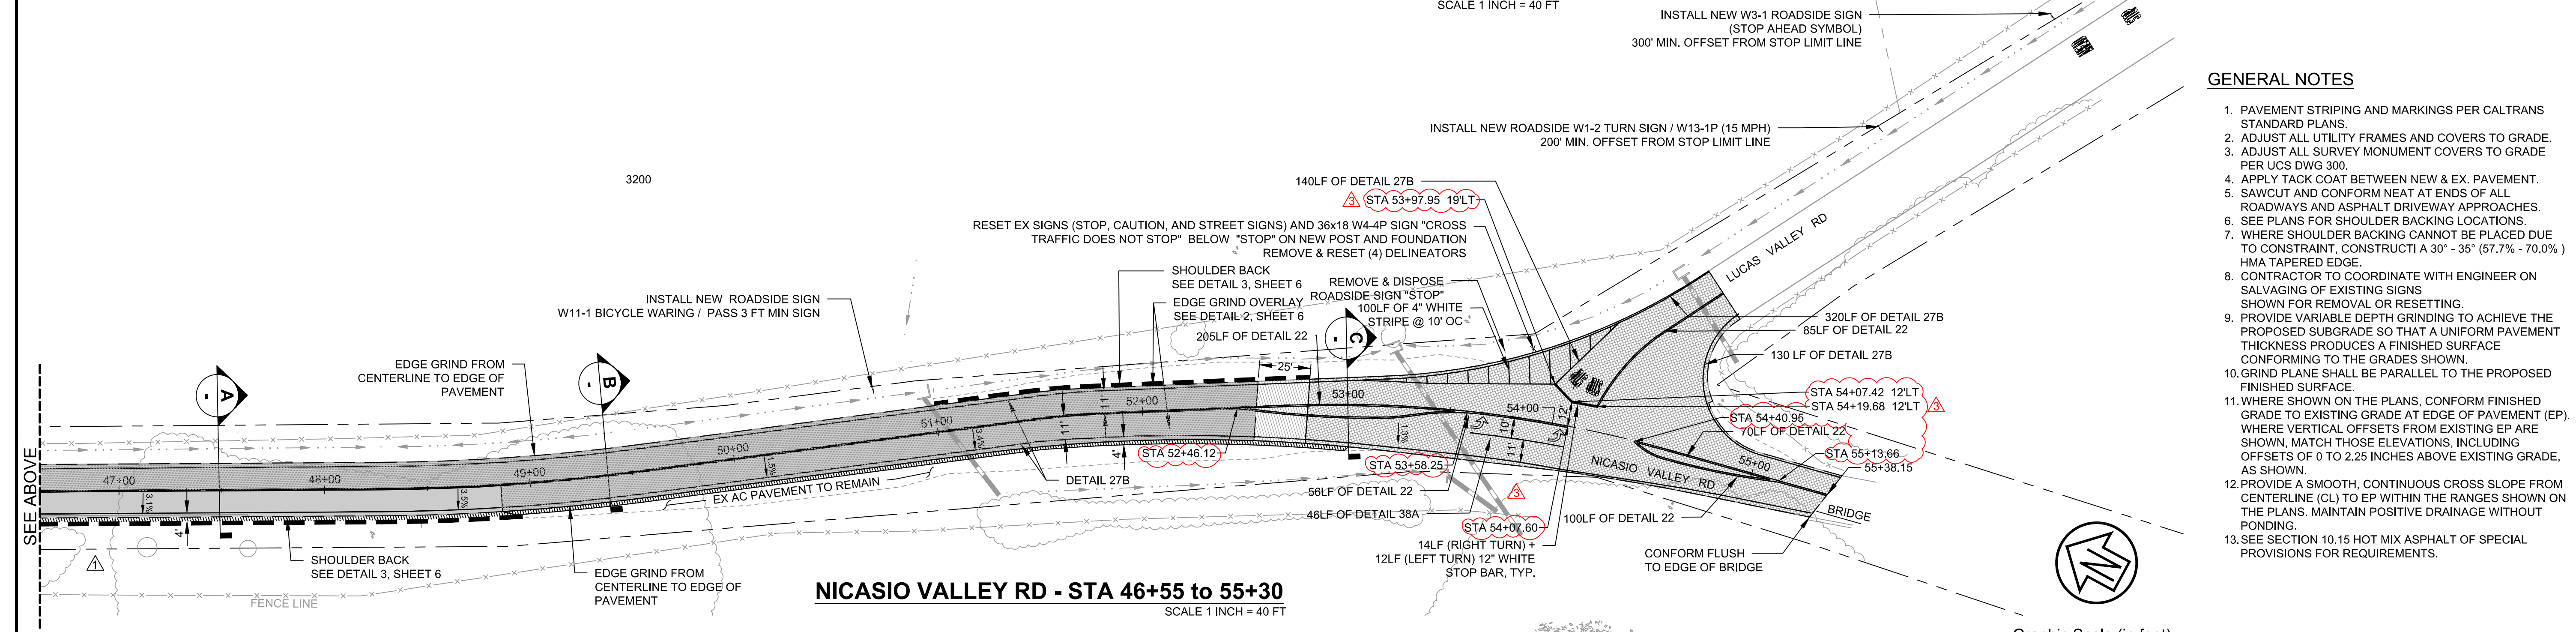 SCALE 1 INCH = 40 FT
INSTALL NEW W3-1 ROADSIDE SIGN
(STOP AHEAD SYMBOL)
300' MIN. OFFSET FROM STOP LIMIT LINE
INSTALL NEW ROADSIDE W1-2 TURN SIGN / W13-1P (15 MPH)
200' MIN. OFFSET FROM STOP LIMIT LINE
3200
140LF OF DETAIL 27B
3
STA 53+97.95 19'LT
RESET EX SIGNS (STOP, CAUTION, AND STREET SIGNS) AND 36x18 W4-4P SIGN "CROSS
TRAFFIC DOES NOT STOP" BELOW "STOP" ON NEW POST AND FOUNDATION
REMOVE & RESET (4) DELINEATORS
SHOULDER BACK
SEE DETAIL 3, SHEET 6
REMOVE & DISPOSE
ROADSIDE SIGN "STOP"
EDGE GRIND OVERLAY
SEE DETAIL 2, SHEET 6
100LF OF 4" WHITE
STRIPE @ 10' OC
205LF OF DETAIL 22
INSTALL NEW ROADSIDE SIGN
W11-1 BICYCLE WARING / PASS 3 FT MIN SIGN
EDGE GRIND FROM
CENTERLINE TO EDGE OF
PAVEMENT
LUCAS VALLEY RD
320LF OF DETAIL 27B
85LF OF DETAIL 22
130 LF OF DETAIL 27B
STA 54+07.42 12'LT
STA 54+19.68 12'LT
3
STA 54+40.95
70LF OF DETAIL 22
STA 55+13.66
55+38.15
A
-
B
-
C
-
25'
11'
11'
4'
12'
10'
11'
47+00
48+00
49+00
50+00
51+00
52+00
53+00
54+00
55+00
3.1%
3.5%
1.5%
3.4%
1.3%
4'
STA 52+46.12
STA 53+58.25
DETAIL 27B
EX AC PAVEMENT TO REMAIN
NICASIO VALLEY RD
56LF OF DETAIL 22
46LF OF DETAIL 38A
3
STA 54+07.60
100LF OF DETAIL 22
BRIDGE
14LF (RIGHT TURN) +
12LF (LEFT TURN) 12" WHITE
STOP BAR, TYP.
CONFORM FLUSH
TO EDGE OF BRIDGE
SEE ABOVE
1
SHOULDER BACK
SEE DETAIL 3, SHEET 6
EDGE GRIND FROM
CENTERLINE TO EDGE OF
PAVEMENT
FENCE LINE
NICASIO VALLEY RD - STA 46+55 to 55+30
SCALE 1 INCH = 40 FT
N
GENERAL NOTES
1. PAVEMENT STRIPING AND MARKINGS PER CALTRANS
STANDARD PLANS.
2. ADJUST ALL UTILITY FRAMES AND COVERS TO GRADE.
3. ADJUST ALL SURVEY MONUMENT COVERS TO GRADE
PER UCS DWG 300.
4. APPLY TACK COAT BETWEEN NEW & EX. PAVEMENT.
5. SAWCUT AND CONFORM NEAT AT ENDS OF ALL
ROADWAYS AND ASPHALT DRIVEWAY APPROACHES.
6. SEE PLANS FOR SHOULDER BACKING LOCATIONS.
7. WHERE SHOULDER BACKING CANNOT BE PLACED DUE
TO CONSTRAINT, CONSTRUCTI A 30° - 35° (57.7% - 70.0% )
HMA TAPERED EDGE.
8. CONTRACTOR TO COORDINATE WITH ENGINEER ON
SALVAGING OF EXISTING SIGNS
SHOWN FOR REMOVAL OR RESETTING.
9. PROVIDE VARIABLE DEPTH GRINDING TO ACHIEVE THE
PROPOSED SUBGRADE SO THAT A UNIFORM PAVEMENT
THICKNESS PRODUCES A FINISHED SURFACE
CONFORMING TO THE GRADES SHOWN.
10. GRIND PLANE SHALL BE PARALLEL TO THE PROPOSED
FINISHED SURFACE.
11. WHERE SHOWN ON THE PLANS, CONFORM FINISHED
GRADE TO EXISTING GRADE AT EDGE OF PAVEMENT (EP).
WHERE VERTICAL OFFSETS FROM EXISTING EP ARE
SHOWN, MATCH THOSE ELEVATIONS, INCLUDING
OFFSETS OF 0 TO 2.25 INCHES ABOVE EXISTING GRADE,
AS SHOWN.
12. PROVIDE A SMOOTH, CONTINUOUS CROSS SLOPE FROM
CENTERLINE (CL) TO EP WITHIN THE RANGES SHOWN ON
THE PLANS. MAINTAIN POSITIVE DRAINAGE WITHOUT
PONDING.
13. SEE SECTION 10.15 HOT MIX ASPHALT OF SPECIAL
PROVISIONS FOR REQUIREMENTS.